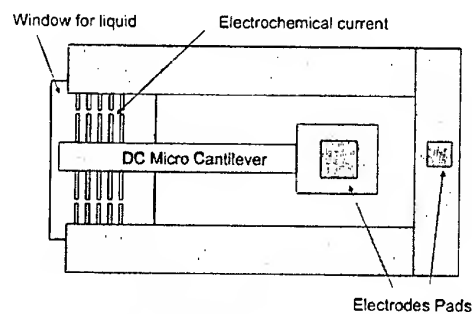 Window for liquid
Electrochemical current
DC Micro Cantilever
Electrodes Pads